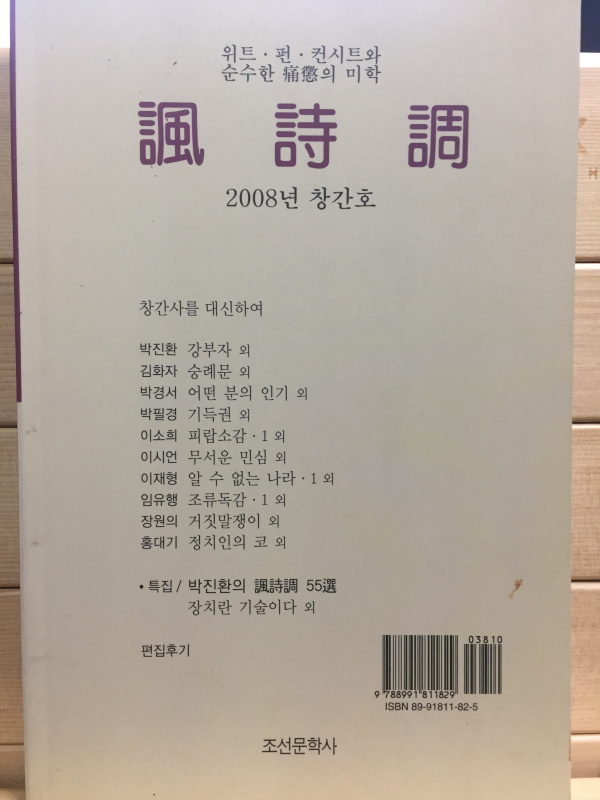 위트 · 펀 · 컨시트와
순수한 痛懲의 미학
諷詩調
2008년 창간호
창간사를 대신하여
박진환 강부자 외
김화자 숭례문 외
박경서 어떤 분의 인기 외
박필경 기득권 외
이소희 피랍소감 · 1 외
이시언 무서운 민심 외
이재형 알 수 없는 나라 · 1 외
임유행 조류독감 · 1 외
장원의 거짓말쟁이 외
홍대기 정치인의 코 외
• 특집 / 박진환의 諷詩調 55選
장치란 기술이다 외
편집후기
03810
9 788991 811829
ISBN 89-91811-82-5
조선문학사